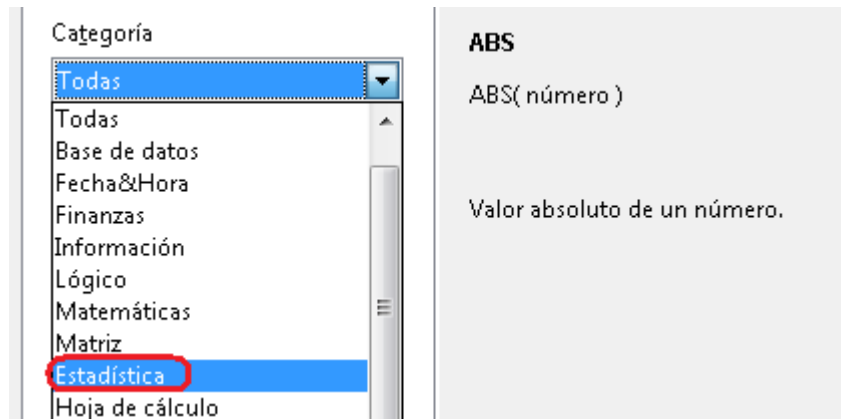 Categoría
Todas
Todas
Base de datos
Fecha&Hora
Finanzas
Información
Lógico
Matemáticas
Matriz
Estadística
Hoja de cálculo
ABS
ABS( número )
Valor absoluto de un número.